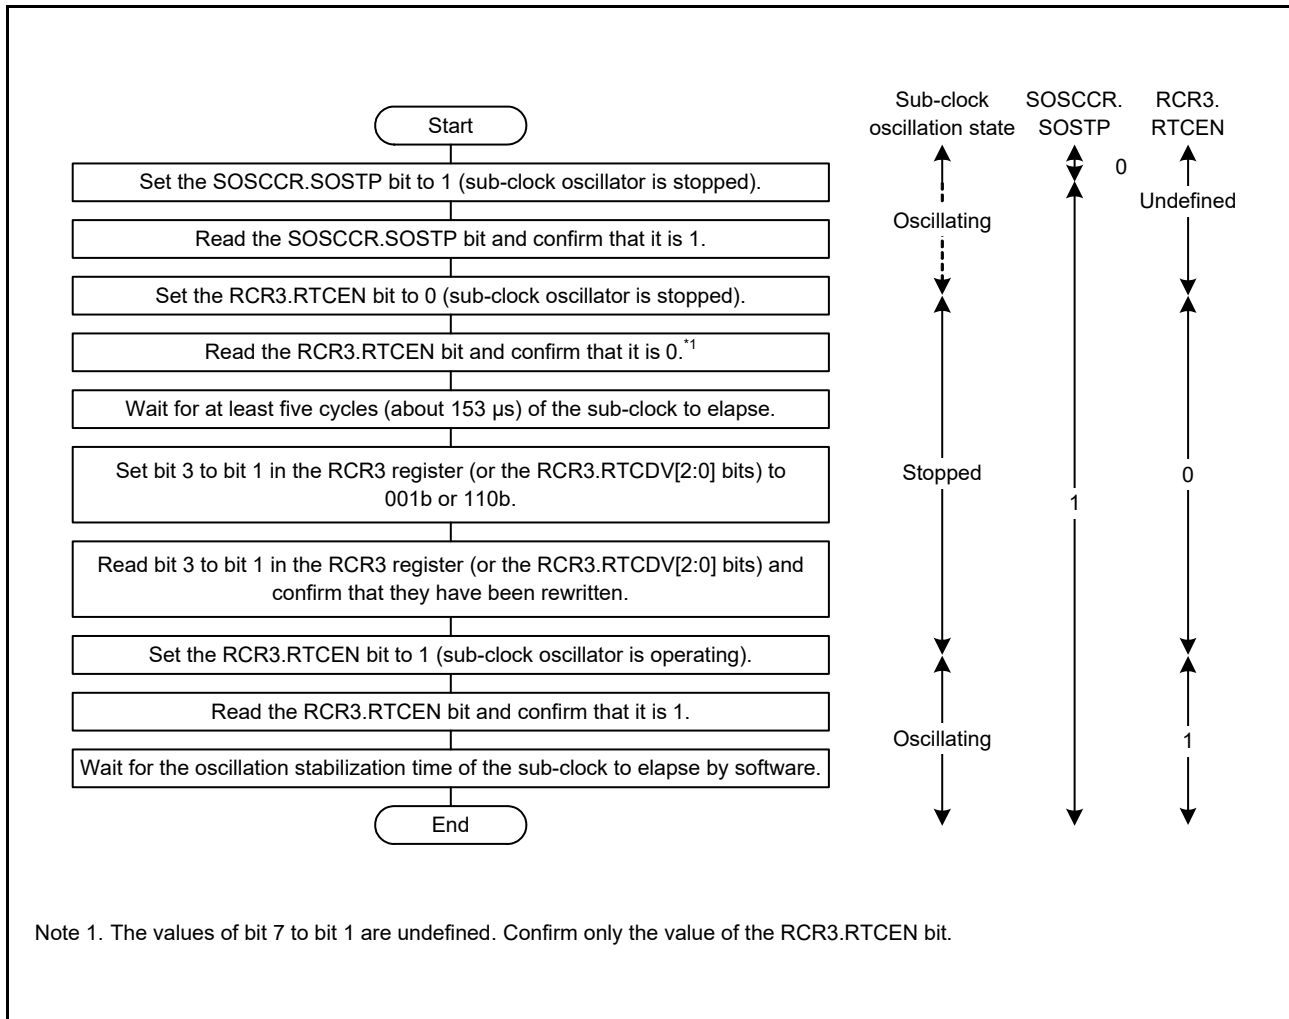 Start
Set the SOSCCR.SOSTP bit to 1 (sub-clock oscillator is stopped).
Read the SOSCCR.SOSTP bit and confirm that it is 1.
Set the RCR3.RTCEN bit to 0 (sub-clock oscillator is stopped).
Read the RCR3.RTCEN bit and confirm that it is 0.*1
Wait for at least five cycles (about 153 µs) of the sub-clock to elapse.
Set bit 3 to bit 1 in the RCR3 register (or the RCR3.RTCDV[2:0] bits) to
001b or 110b.
Read bit 3 to bit 1 in the RCR3 register (or the RCR3.RTCDV[2:0] bits) and
confirm that they have been rewritten.
Set the RCR3.RTCEN bit to 1 (sub-clock oscillator is operating).
Read the RCR3.RTCEN bit and confirm that it is 1.
Wait for the oscillation stabilization time of the sub-clock to elapse by software.
End
Sub-clock
oscillation state
Oscillating
Stopped
Oscillating
SOSCCR.
SOSTP
0
1
RCR3.
RTCEN
Undefined
0
1
Note 1. The values of bit 7 to bit 1 are undefined. Confirm only the value of the RCR3.RTCEN bit.